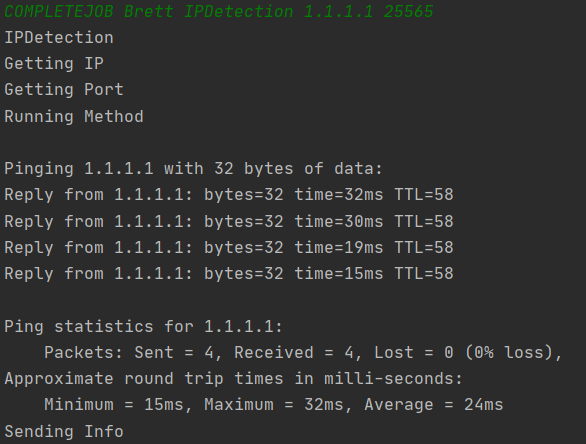 COMPLETEJOB Brett IPDetection 1.1.1.1 25565
IPDetection
Getting IP
Getting Port
Running Method
Pinging 1.1.1.1 with 32 bytes of data:
Reply from 1.1.1.1: bytes=32 time=32ms TTL=58
Reply from 1.1.1.1: bytes=32 time=30ms TTL=58
Reply from 1.1.1.1: bytes=32 time=19ms TTL=58
Reply from 1.1.1.1: bytes=32 time=15ms TTL=58
Ping statistics for 1.1.1.1:
    Packets: Sent = 4, Received = 4, Lost = 0 (0% loss),
Approximate round trip times in milli-seconds:
    Minimum = 15ms, Maximum = 32ms, Average = 24ms
Sending Info